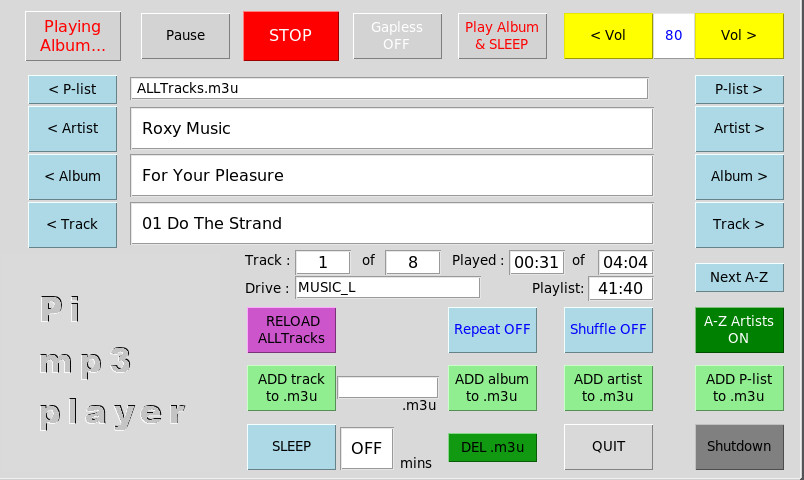 Playing
Album...
Pause
STOP
Gapless
OFF
Play Album
& SLEEP
< Vol
80
Vol >
< P-list
ALLTracks.m3u
P-list >
< Artist
Roxy Music
Artist >
< Album
For Your Pleasure
Album >
< Track
01 Do The Strand
Track >
Track : 1 of 8 Played : 00:31 of 04:04
Drive : MUSIC_L Playlist: 41:40
Next A-Z
Pi
mp3
player
RELOAD
ALLTracks
Repeat OFF
Shuffle OFF
A-Z Artists
ON
ADD track
to .m3u
.m3u
ADD album
to .m3u
ADD artist
to .m3u
ADD P-list
to .m3u
SLEEP
OFF
mins
DEL .m3u
QUIT
Shutdown